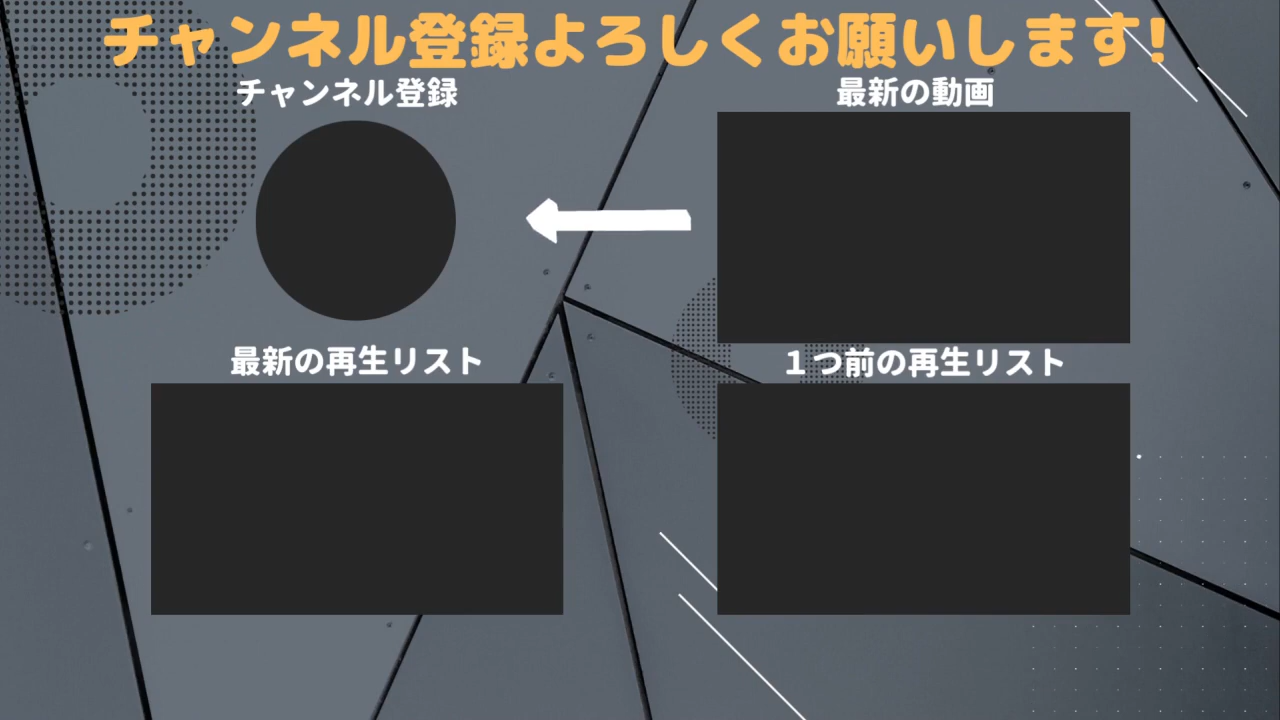 チャンネル登録よろしくお願いします!
チャンネル登録
最新の動画
最新の再生リスト
１つ前の再生リスト